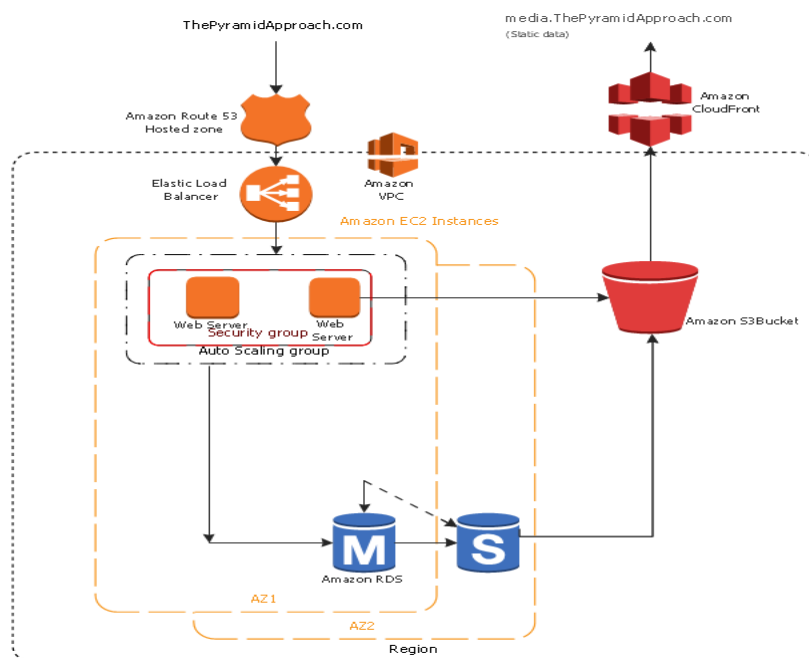 ThePyramidApproach.com
media.ThePyramidApproach.com
(Static data)
Amazon Route 53
Hosted zone
Amazon
CloudFront
Elastic Load
Balancer
Amazon
VPC
Amazon EC2 Instances
Web Server
Web
Server
Security group
Auto Scaling group
Amazon S3Bucket
M
S
Amazon RDS
AZ1
AZ2
Region